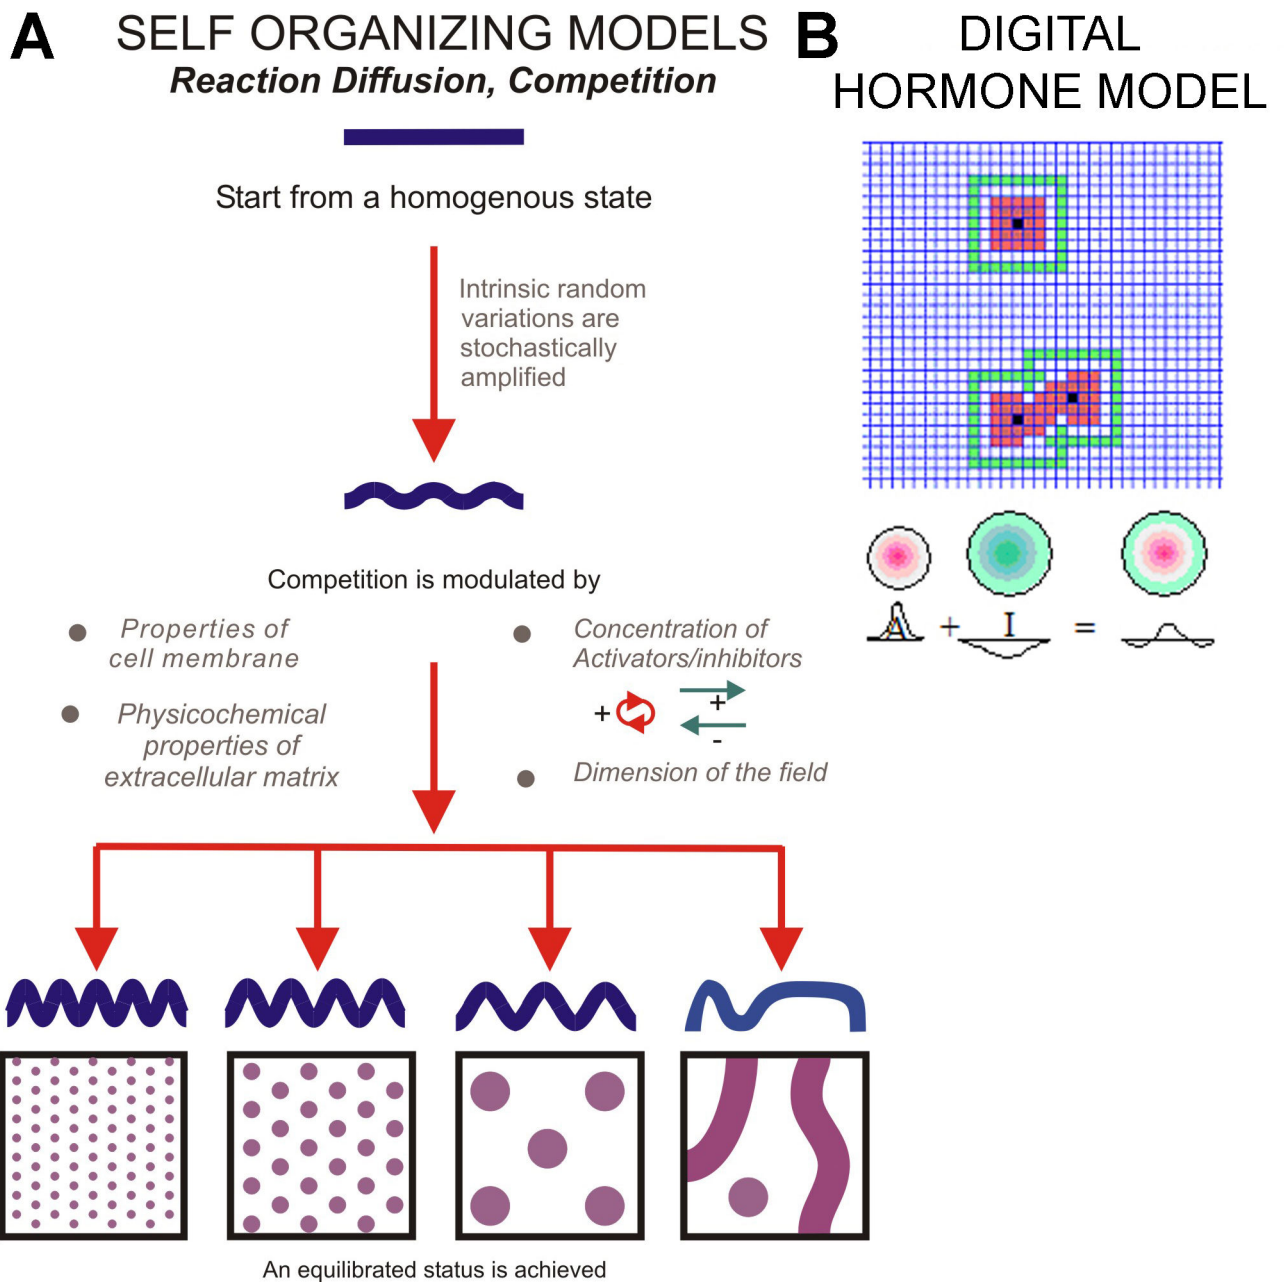 A
SELF ORGANIZING MODELS
Reaction Diffusion, Competition
Start from a homogenous state
Intrinsic random
variations are
stochastically
amplified
Competition is modulated by
Properties of
cell membrane
Physicochemical
properties of
extracellular matrix
Concentration of
Activators/inhibitors
+
+
-
Dimension of the field
An equilibrated status is achieved
B
DIGITAL
HORMONE MODEL
A + I =